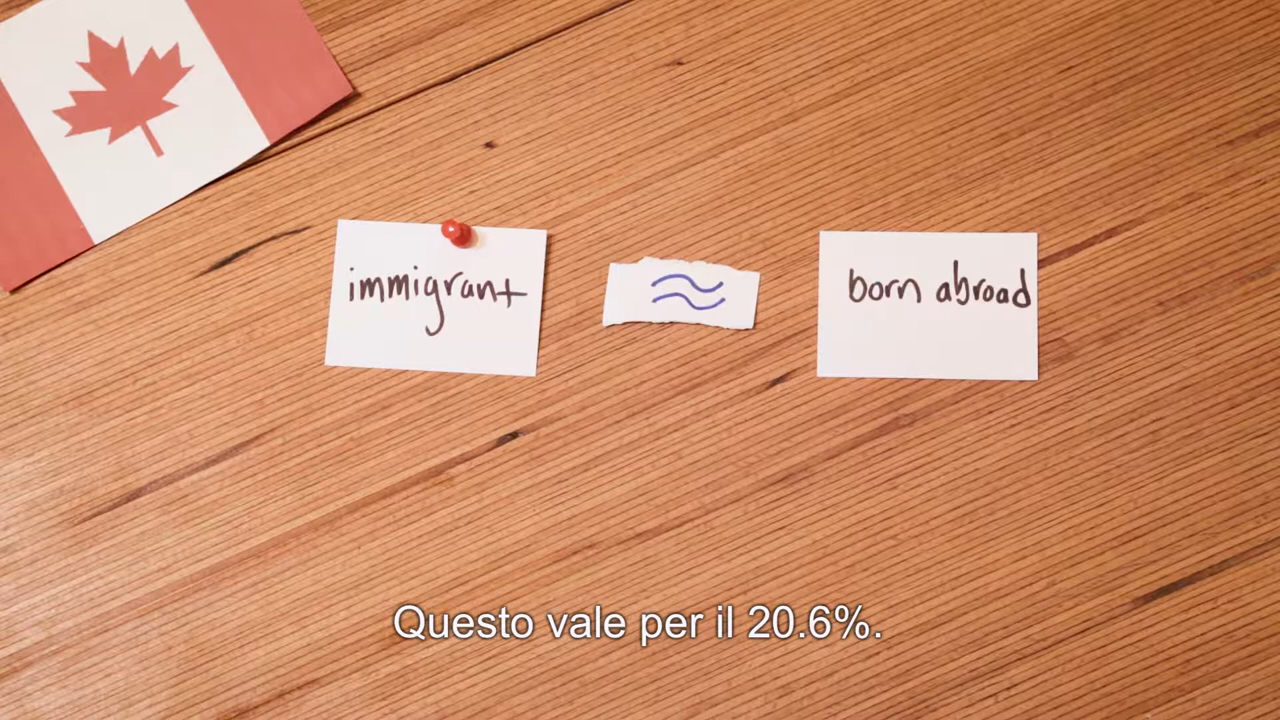 immigrant
≈
born abroad
Questo vale per il 20.6%.